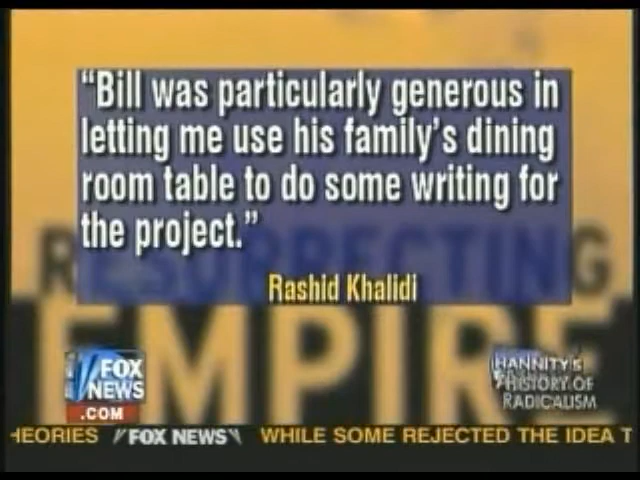 “Bill was particularly generous in
letting me use his family’s dining
room table to do some writing for
the project.”
RESURRECTING
Rashid Khalidi
EMPIRE
FOX
NEWS
.COM
HANNITY'S
HISTORY OF
RADICALISM
HEORIES FOX NEWS WHILE SOME REJECTED THE IDEA T